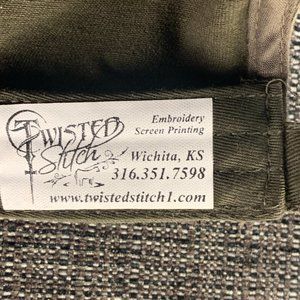 Twisted
Stitch
Embroidery
Screen Printing
Wichita, KS
316.351.7598
www.twistedstitch1.com